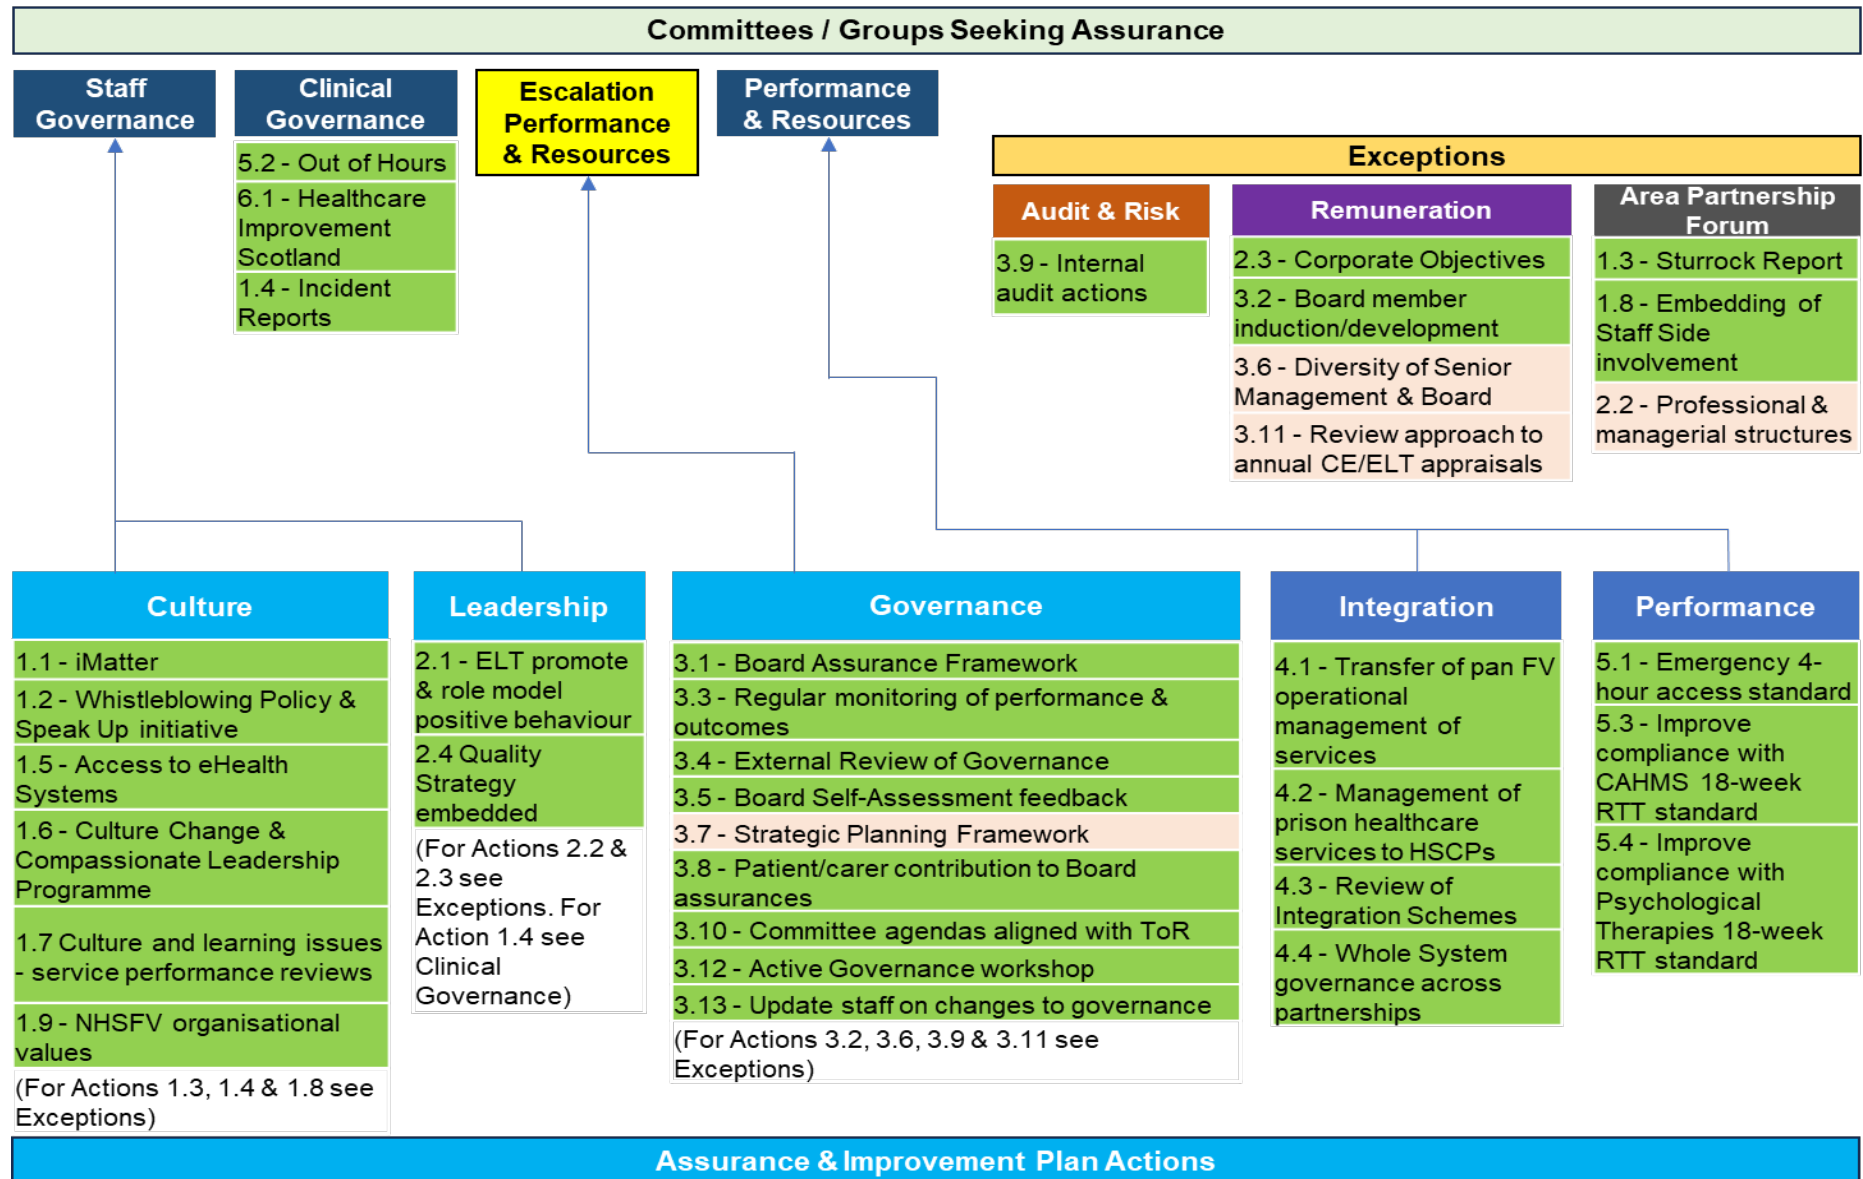 Committees / Groups Seeking Assurance
Staff
Governance
Clinical
Governance
5.2 - Out of Hours
6.1 - Healthcare
Improvement
Scotland
1.4 - Incident
Reports
Escalation
Performance
& Resources
Performance
& Resources
Exceptions
Audit & Risk
3.9 - Internal
audit actions
Remuneration
2.3 - Corporate Objectives
3.2 - Board member
induction/development
3.6 - Diversity of Senior
Management & Board
3.11 - Review approach to
annual CE/ELT appraisals
Area Partnership
Forum
1.3 - Sturrock Report
1.8 - Embedding of
Staff Side
involvement
2.2 - Professional &
managerial structures
Culture
1.1 - iMatter
1.2 - Whistleblowing Policy &
Speak Up initiative
1.5 - Access to eHealth
Systems
1.6 - Culture Change &
Compassionate Leadership
Programme
1.7 Culture and learning issues
- service performance reviews
1.9 - NHSFV organisational
values
(For Actions 1.3, 1.4 & 1.8 see
Exceptions)
Leadership
2.1 - ELT promote
& role model
positive behaviour
2.4 Quality
Strategy
embedded
(For Actions 2.2 &
2.3 see
Exceptions. For
Action 1.4 see
Clinical
Governance)
Governance
3.1 - Board Assurance Framework
3.3 - Regular monitoring of performance &
outcomes
3.4 - External Review of Governance
3.5 - Board Self-Assessment feedback
3.7 - Strategic Planning Framework
3.8 - Patient/carer contribution to Board
assurances
3.10 - Committee agendas aligned with ToR
3.12 - Active Governance workshop
3.13 - Update staff on changes to governance
(For Actions 3.2, 3.6, 3.9 & 3.11 see
Exceptions)
Integration
4.1 - Transfer of pan FV
operational
management of
services
4.2 - Management of
prison healthcare
services to HSCPs
4.3 - Review of
Integration Schemes
4.4 - Whole System
governance across
partnerships
Performance
5.1 - Emergency 4-
hour access standard
5.3 - Improve
compliance with
CAHMS 18-week
RTT standard
5.4 - Improve
compliance with
Psychological
Therapies 18-week
RTT standard
Assurance & Improvement Plan Actions